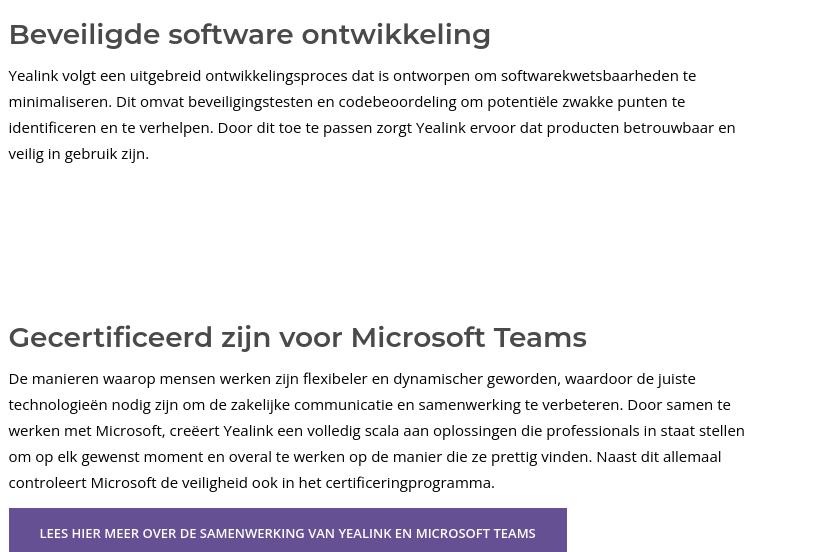 Beveiligde software ontwikkeling
Yealink volgt een uitgebreid ontwikkelingsproces dat is ontworpen om softwarekwetsbaarheden te
minimaliseren. Dit omvat beveiligingstesten en codebeoordeling om potentiële zwakke punten te
identificeren en te verhelpen. Door dit toe te passen zorgt Yealink ervoor dat producten betrouwbaar en
veilig in gebruik zijn.
Gecertificeerd zijn voor Microsoft Teams
De manieren waarop mensen werken zijn flexibeler en dynamischer geworden, waardoor de juiste
technologieën nodig zijn om de zakelijke communicatie en samenwerking te verbeteren. Door samen te
werken met Microsoft, creëert Yealink een volledig scala aan oplossingen die professionals in staat stellen
om op elk gewenst moment en overal te werken op de manier die ze prettig vinden. Naast dit allemaal
controleert Microsoft de veiligheid ook in het certificeringprogramma.
LEES HIER MEER OVER DE SAMENWERKING VAN YEALINK EN MICROSOFT TEAMS